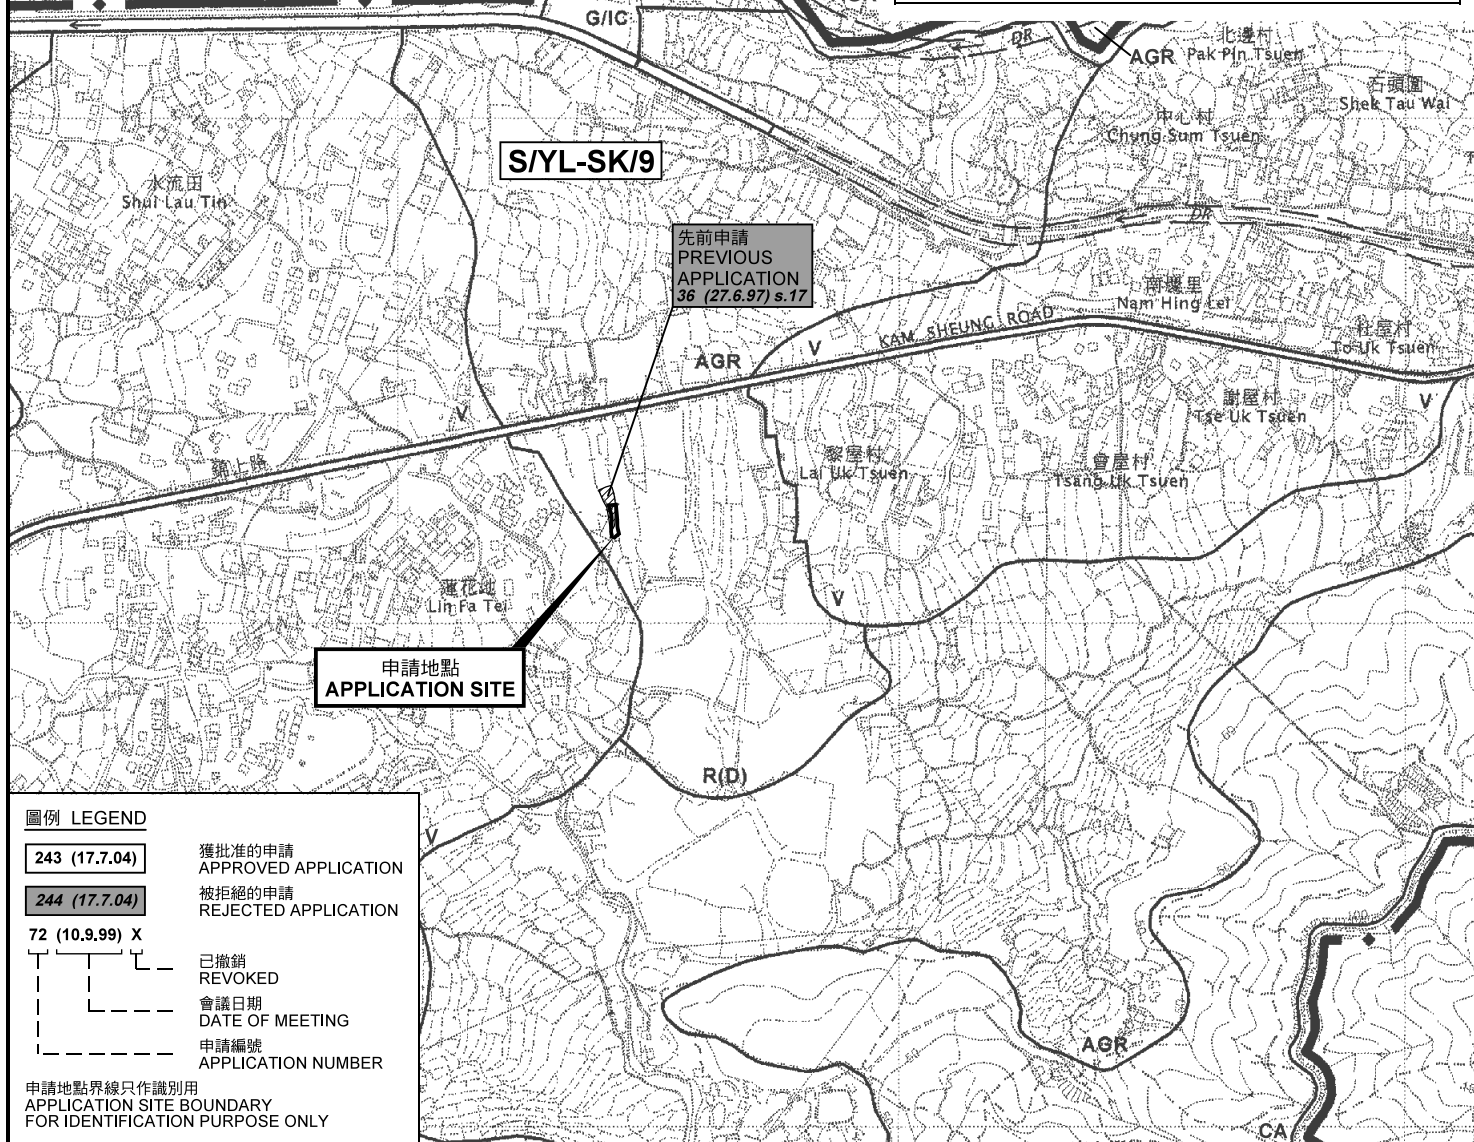 G/IC
DR
AGR
北邊村
Pak Pin Tsuen
石頭圍
Shek Tau Wai
中心村
Chung Sum Tsuen
S/YL-SK/9
水流田
Shui Lau Tin
先前申請
PREVIOUS
APPLICATION
36 (27.6.97) s.17
DR
南慶里
Nam Hing Lei
KAM SHEUNG ROAD
杜屋村
To Uk Tsuen
AGR
V
謝屋村
Tse Uk Tsuen
V
V
錦上路
黎屋村
Lai Uk Tsuen
曾屋村
Tsang Uk Tsuen
蓮花地
Lin Fa Tei
V
申請地點
APPLICATION SITE
R(D)
V
圖例 LEGEND
243 (17.7.04)
獲批准的申請
APPROVED APPLICATION
244 (17.7.04)
被拒絕的申請
REJECTED APPLICATION
72 (10.9.99) X
已撤銷
REVOKED
會議日期
DATE OF MEETING
申請編號
APPLICATION NUMBER
申請地點界線只作識別用
APPLICATION SITE BOUNDARY
FOR IDENTIFICATION PURPOSE ONLY
100
AGR
CA